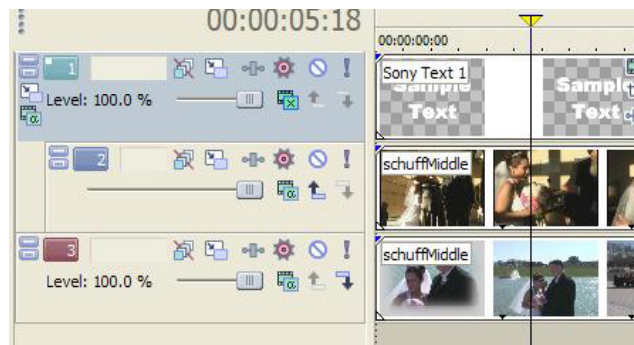 00:00:05:18
00:00:00:00
1
Level: 100.0 %
Sony Text 1
Sample
Text
Sample
Text
2
schuffMiddle
3
Level: 100.0 %
schuffMiddle